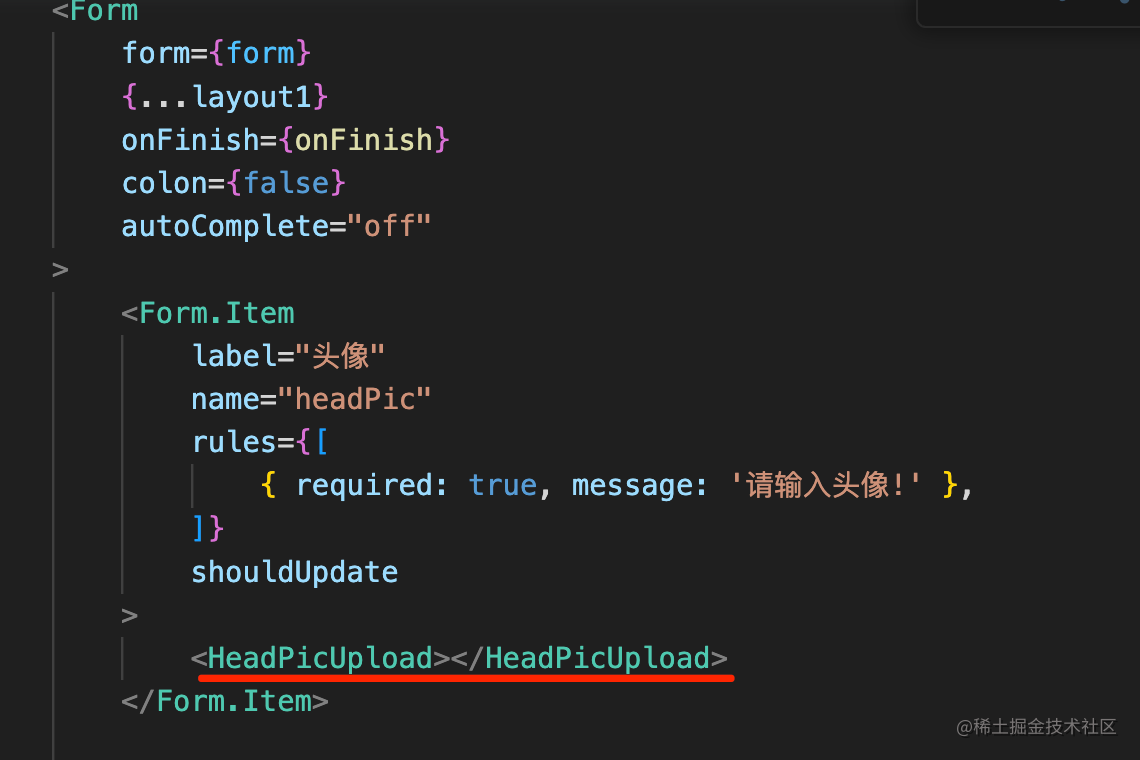 <Form
form={form}
{...layout1}
onFinish={onFinish}
colon={false}
autoComplete="off"
>
<Form.Item
label="头像"
name="headPic"
rules={[
{ required: true, message: '请输入头像!' },
]}
shouldUpdate
>
<HeadPicUpload></HeadPicUpload>
</Form.Item>
@稀土掘金技术社区